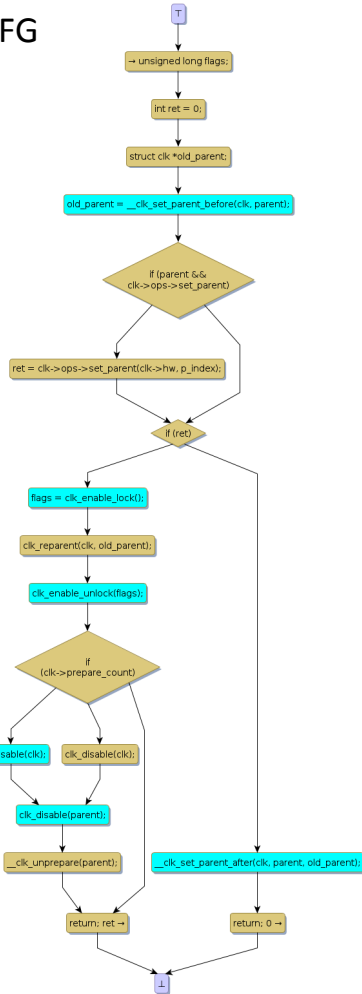 FG
⊤
→ unsigned long flags;
int ret = 0;
struct clk *old_parent;
old_parent = __clk_set_parent_before(clk, parent);
if (parent &&
clk->ops->set_parent)
ret = clk->ops->set_parent(clk->hw, p_index);
if (ret)
flags = clk_enable_lock();
clk_reparent(clk, old_parent);
clk_enable_unlock(flags);
if
(clk->prepare_count)
sable(clk);
clk_disable(clk);
clk_disable(parent);
__clk_unprepare(parent);
__clk_set_parent_after(clk, parent, old_parent);
return; ret →
return; 0 →
⊥